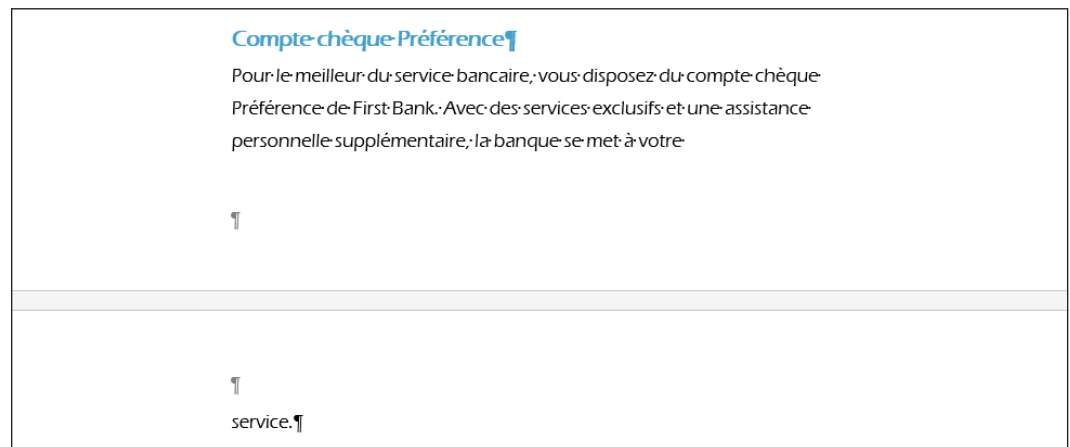 Compte·chèque·Préférence¶
Pour·le·meilleur·du·service·bancaire,·vous·disposez·du·compte·chèque·
Préférence·de·First·Bank.·Avec·des·services·exclusifs·et·une·assistance·
personnelle·supplémentaire,·la·banque·se·met·à·votre·
¶
¶
service.¶